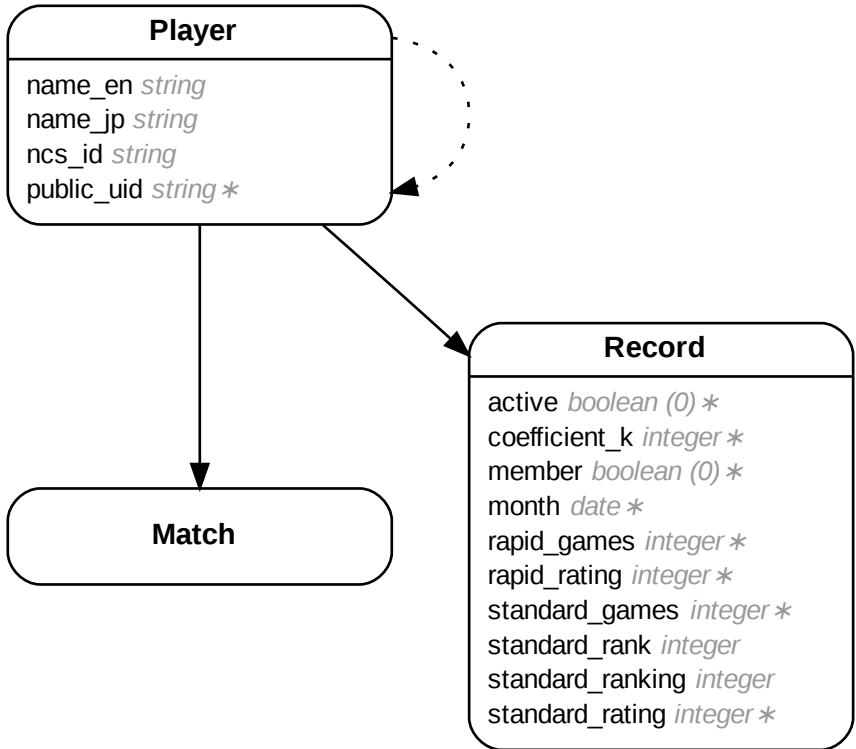 Player
name_en string
name_jp string
ncs_id string
public_uid string ∗
Match
Record
active boolean (0) ∗
coefficient_k integer ∗
member boolean (0) ∗
month date ∗
rapid_games integer ∗
rapid_rating integer ∗
standard_games integer ∗
standard_rank integer
standard_ranking integer
standard_rating integer ∗